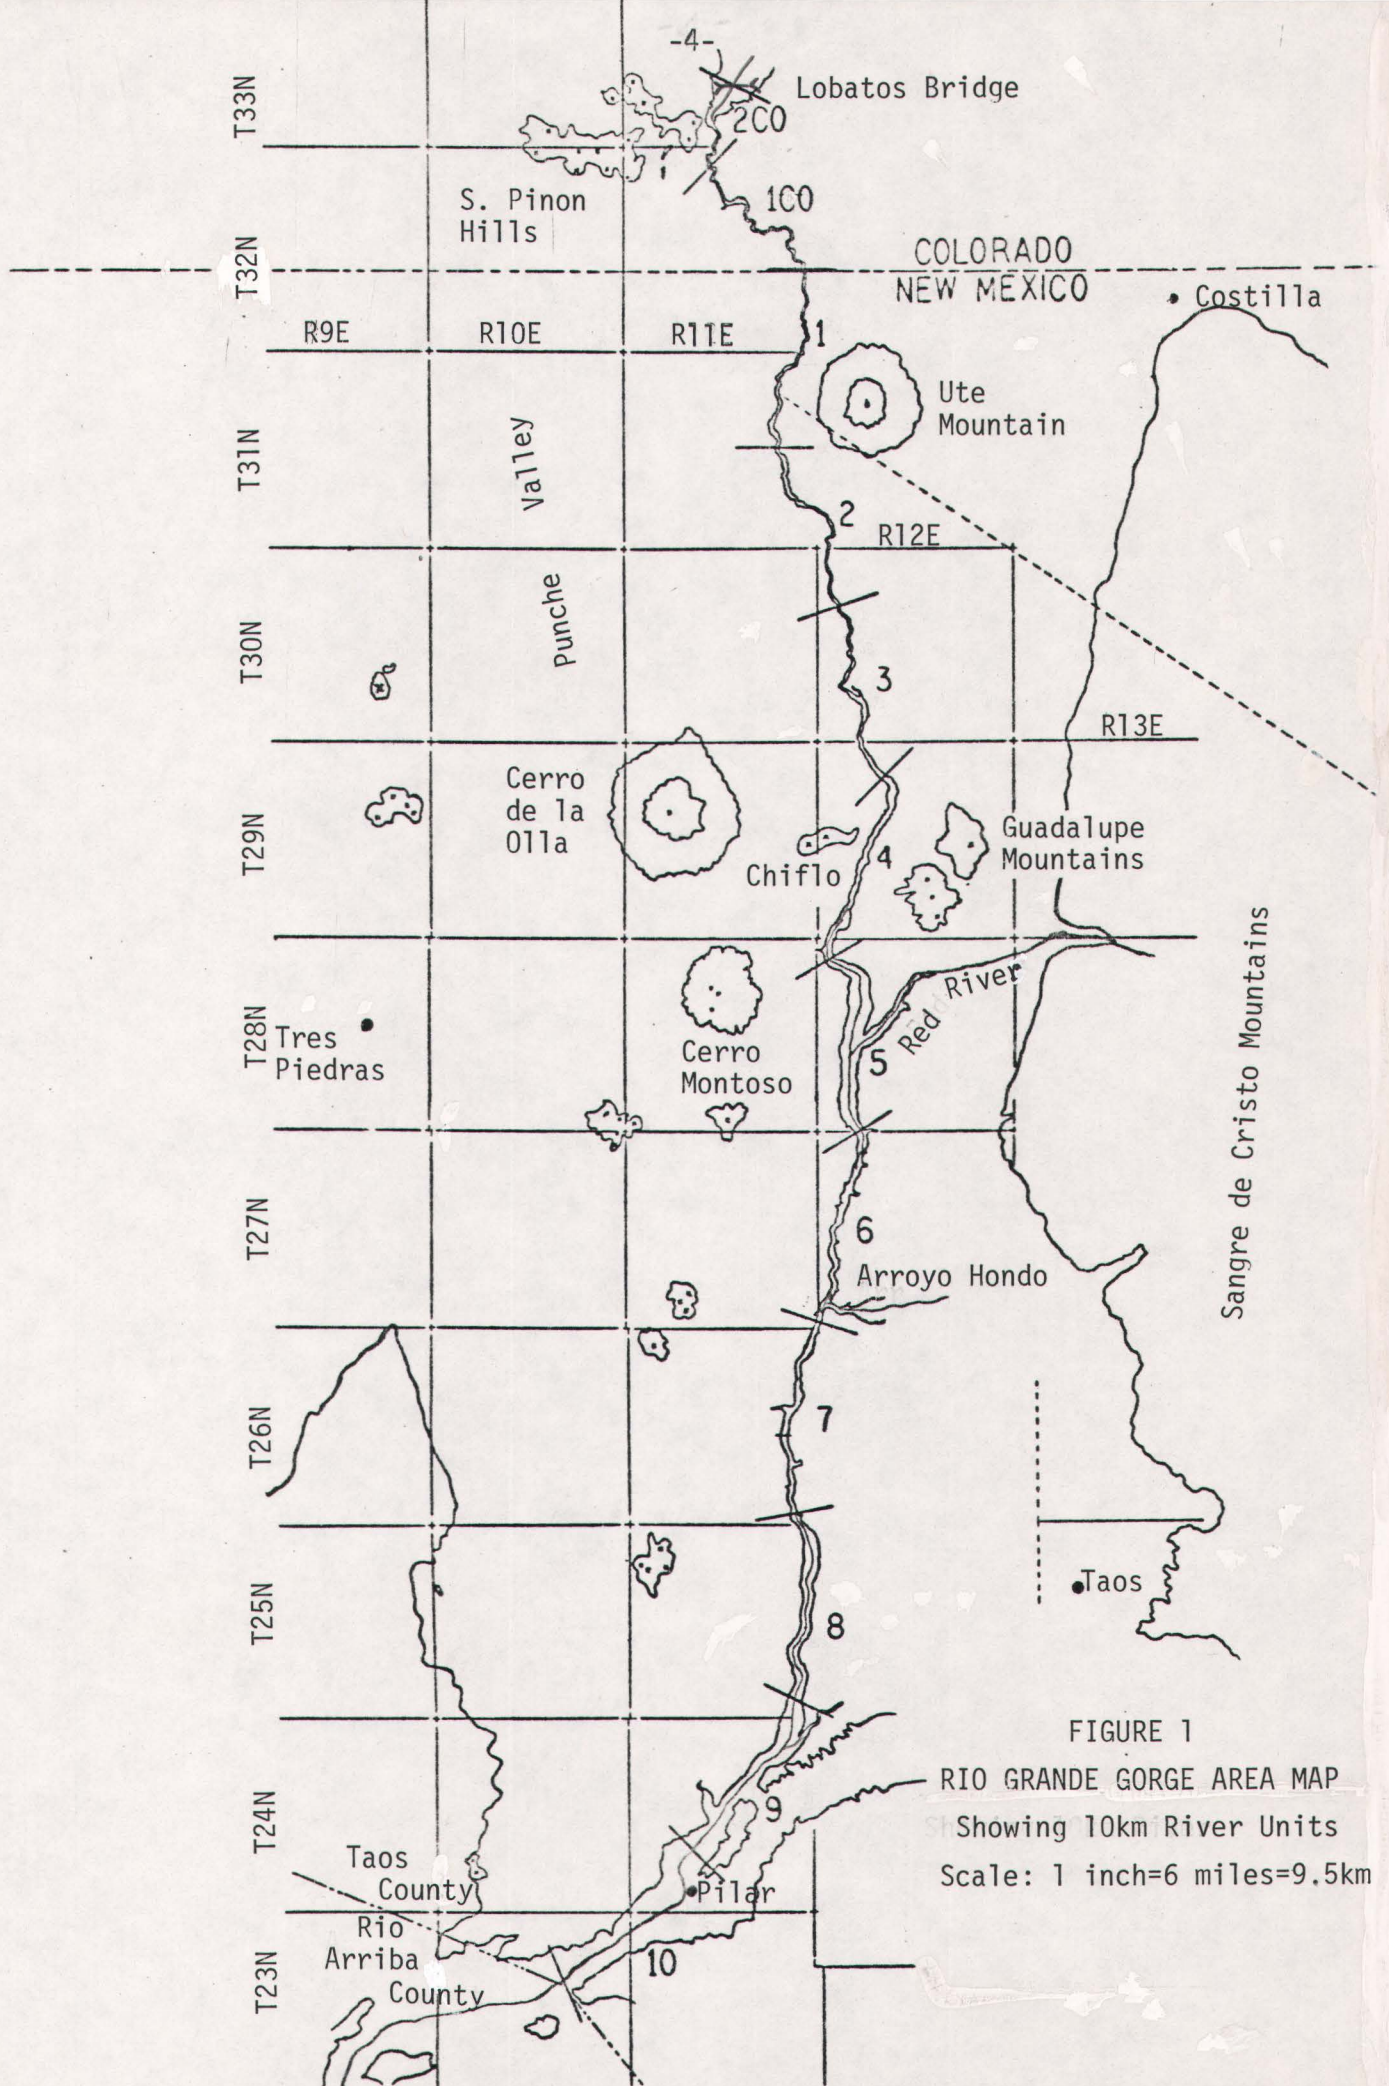 -4-
Lobatos Bridge
T33N
2CO
S. Pinon
Hills
1CO
T32N
COLORADO
NEW MEXICO
Costilla
R9E
R10E
R11E
1
Ute
Mountain
T31N
Valley
2
R12E
Punche
T30N
3
R13E
Cerro
de la
Olla
T29N
Guadalupe
Mountains
4
Chiflo
Sangre de Cristo Mountains
Red River
T28N
Tres
Piedras
Cerro
Montoso
5
T27N
6
Arroyo Hondo
T26N
7
Taos
T25N
8
FIGURE 1
RIO GRANDE GORGE AREA MAP
Showing 10km River Units
Scale: 1 inch=6 miles=9.5km
T24N
9
Taos
County
Pilar
Rio
Arriba
County
10
T23N